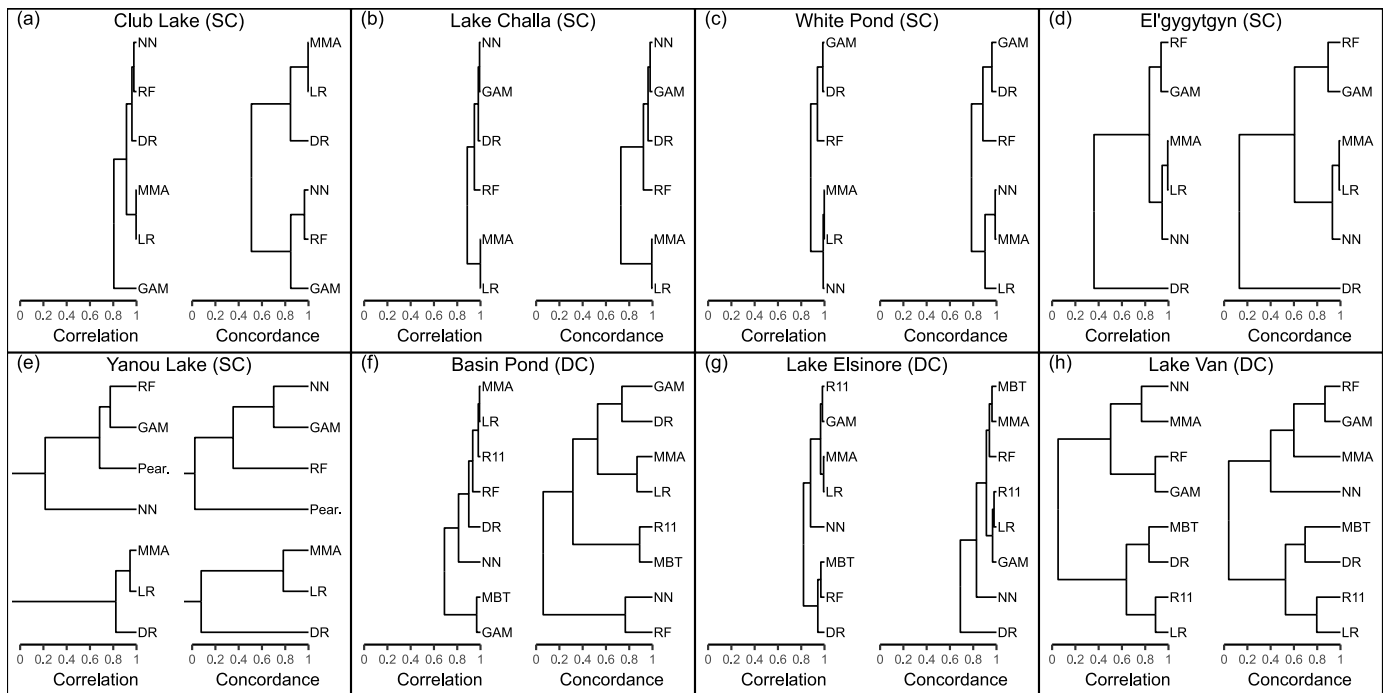 (a) Club Lake (SC)
NN
RF
DR
MMA
LR
GAM
0 0.2 0.4 0.6 0.8 1
Correlation
MMA
LR
DR
NN
RF
GAM
0 0.2 0.4 0.6 0.8 1
Concordance
(b) Lake Challa (SC)
NN
GAM
DR
RF
MMA
LR
0 0.2 0.4 0.6 0.8 1
Correlation
NN
GAM
DR
RF
MMA
LR
0 0.2 0.4 0.6 0.8 1
Concordance
(c) White Pond (SC)
GAM
DR
RF
MMA
LR
NN
0 0.2 0.4 0.6 0.8 1
Correlation
GAM
DR
RF
NN
MMA
LR
0 0.2 0.4 0.6 0.8 1
Concordance
(d) El'gygytgyn (SC)
RF
GAM
MMA
LR
NN
DR
0 0.2 0.4 0.6 0.8 1
Correlation
RF
GAM
MMA
LR
NN
DR
0 0.2 0.4 0.6 0.8 1
Concordance
(e) Yanou Lake (SC)
RF
GAM
Pear.
NN
MMA
LR
DR
0 0.2 0.4 0.6 0.8 1
Correlation
NN
GAM
RF
Pear.
MMA
LR
DR
0 0.2 0.4 0.6 0.8 1
Concordance
(f) Basin Pond (DC)
MMA
LR
R11
RF
DR
NN
MBT
GAM
0 0.2 0.4 0.6 0.8 1
Correlation
GAM
DR
MMA
LR
R11
MBT
NN
RF
0 0.2 0.4 0.6 0.8 1
Concordance
(g) Lake Elsinore (DC)
R11
GAM
MMA
LR
NN
MBT
RF
DR
0 0.2 0.4 0.6 0.8 1
Correlation
MBT
MMA
RF
R11
LR
GAM
NN
DR
0 0.2 0.4 0.6 0.8 1
Concordance
(h) Lake Van (DC)
NN
MMA
RF
GAM
MBT
DR
R11
LR
0 0.2 0.4 0.6 0.8 1
Correlation
RF
GAM
MMA
NN
MBT
DR
R11
LR
0 0.2 0.4 0.6 0.8 1
Concordance